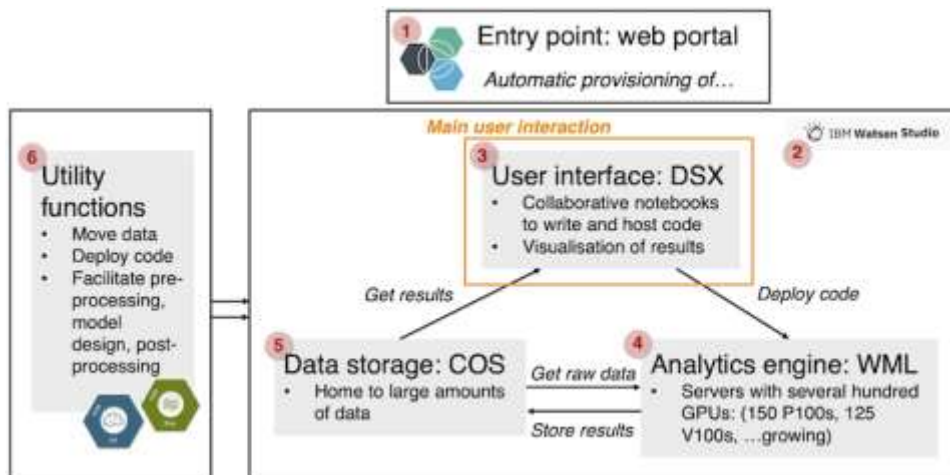 1
Entry point: web portal
Automatic provisioning of…
Main user interaction
2
IBM Watson Studio
6
Utility
functions
• Move data
• Deploy code
• Facilitate pre-
processing,
model
design, post-
processing
3
User interface: DSX
• Collaborative notebooks
to write and host code
• Visualisation of results
Get results
Deploy code
5
Data storage: COS
• Home to large amounts
of data
Get raw data
Store results
4
Analytics engine: WML
• Servers with several hundred
GPUs: (150 P100s, 125
V100s, …growing)